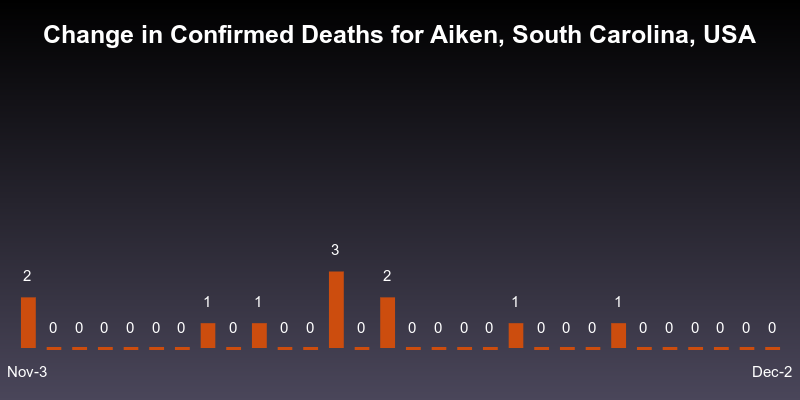 Change in Confirmed Deaths for Aiken, South Carolina, USA
3
2 2
1 1 1 1
0 0 0 0 0 0 0 0 0 0 0 0 0 0 0 0 0 0 0 0 0 0 0
Nov-3 Dec-2